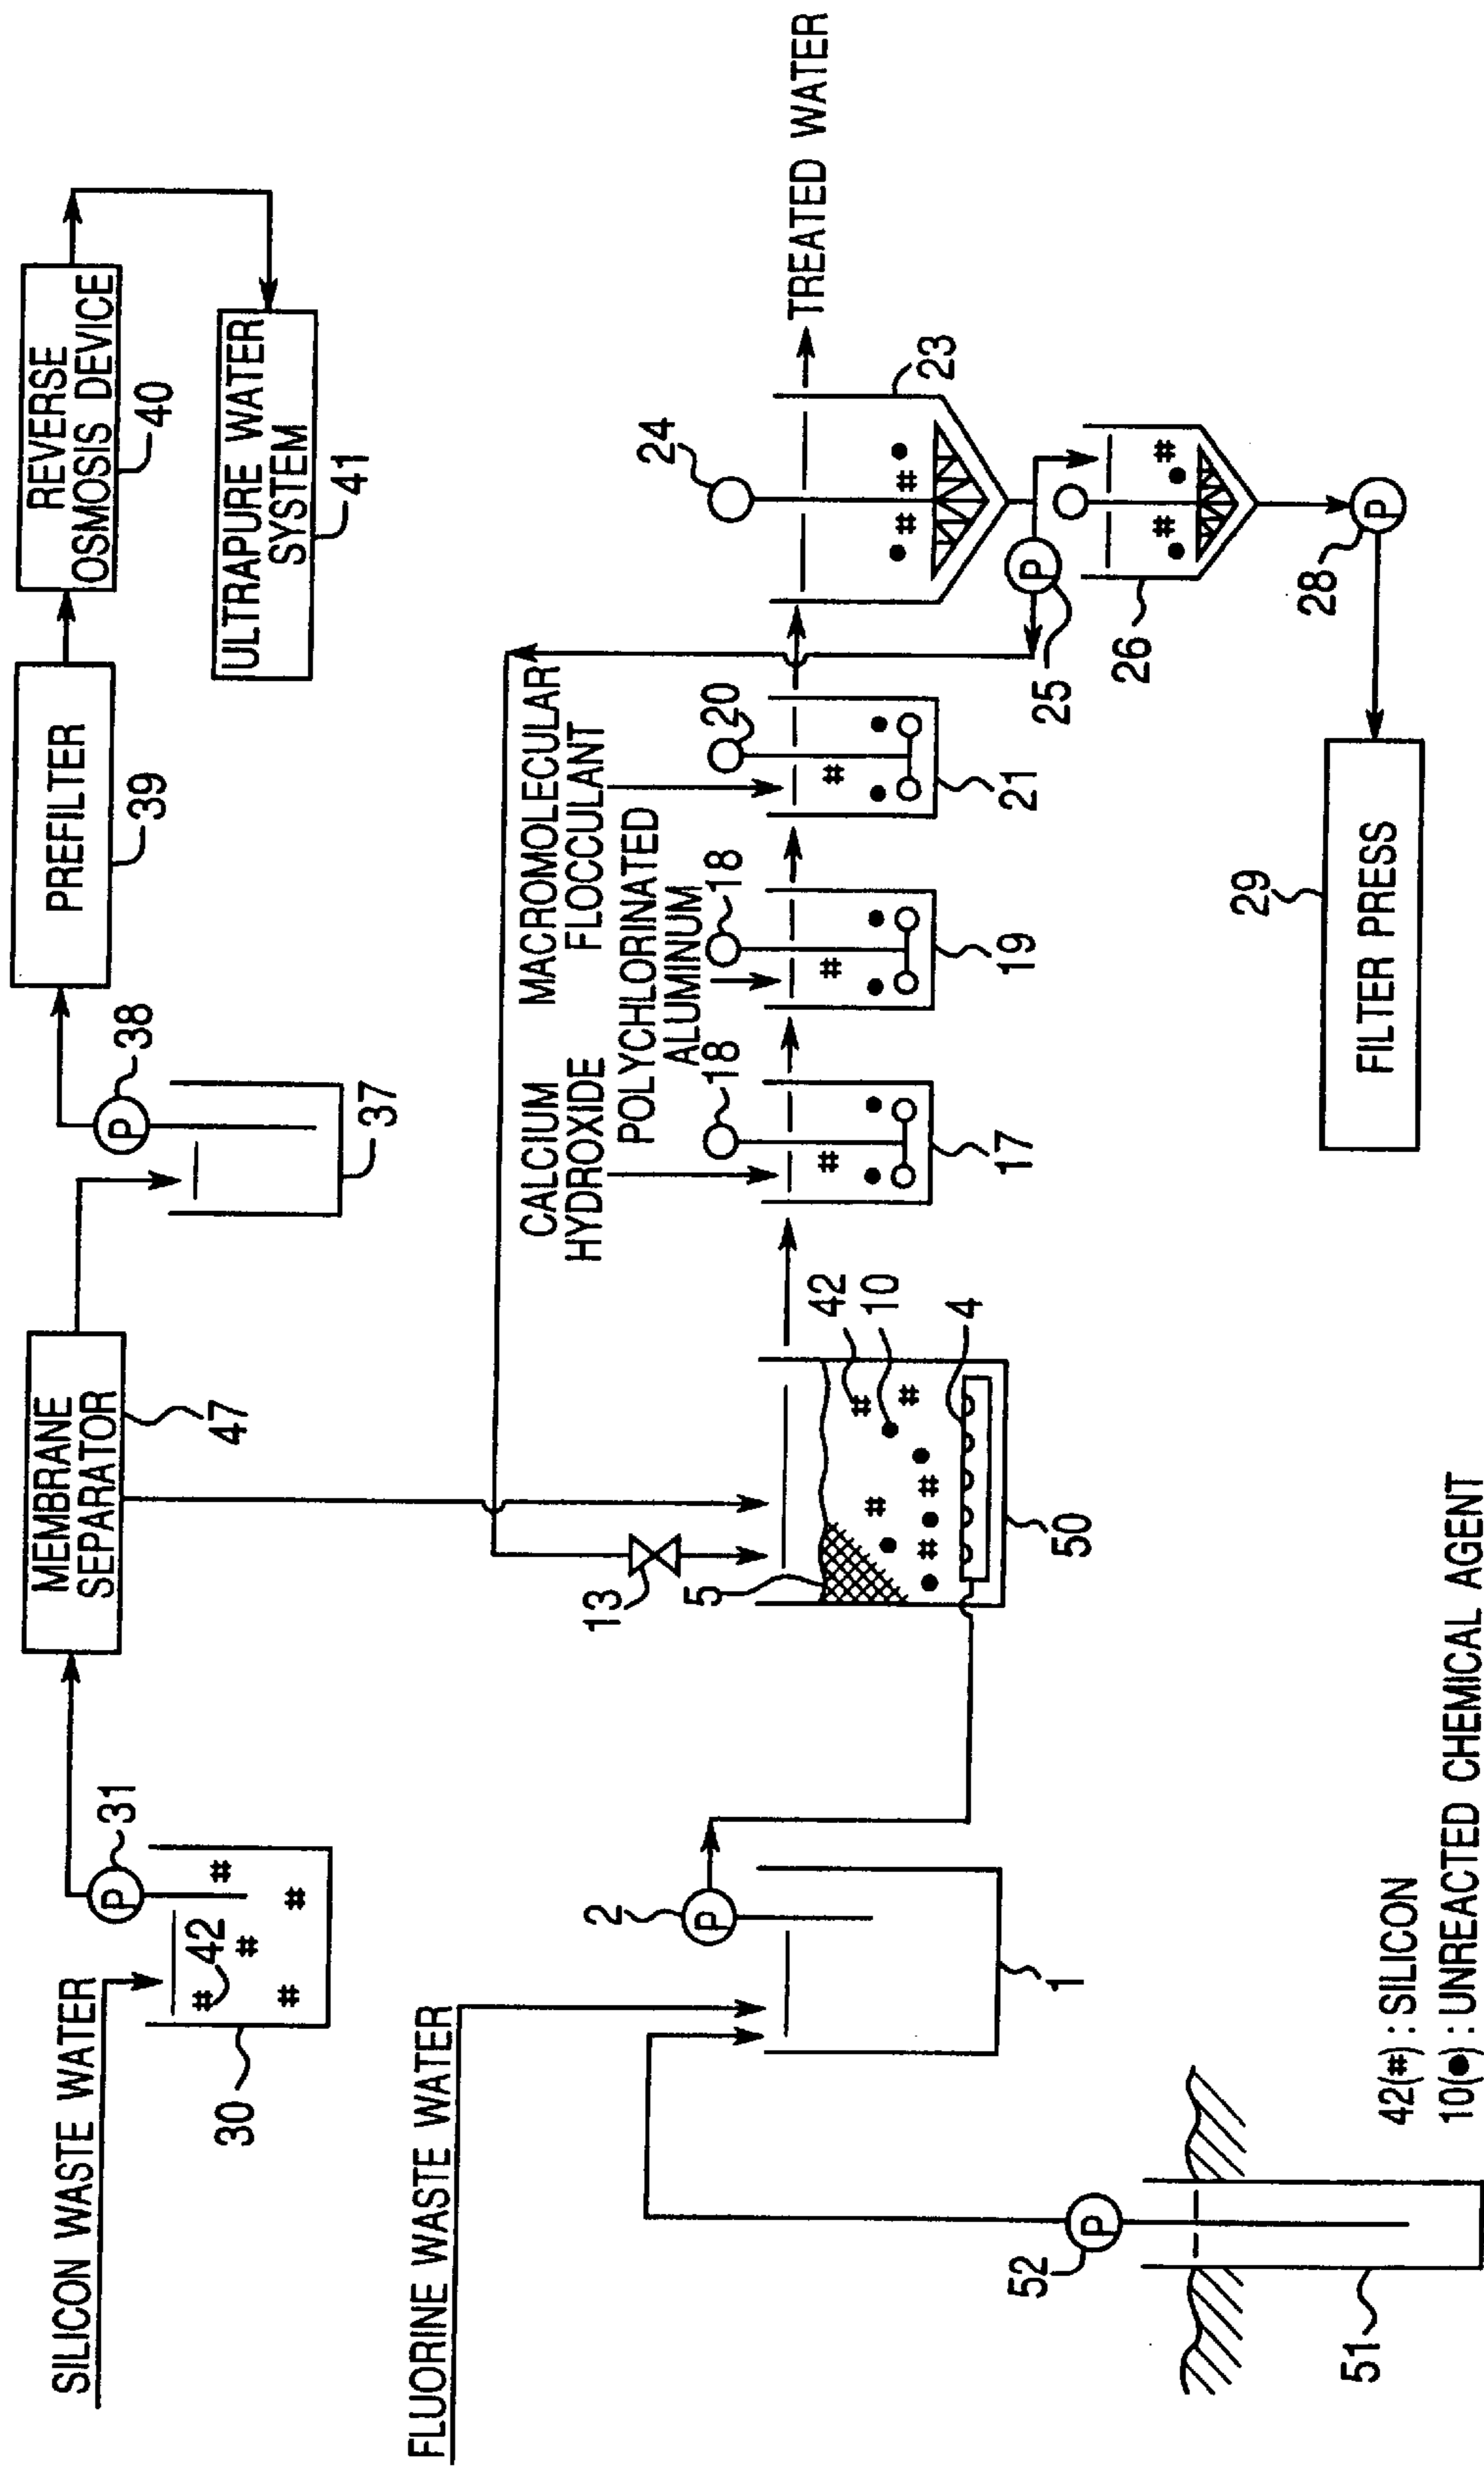 SILICON WASTE WATER
42
30
P
31
MEMBRANE
SEPARATOR
47
P
38
37
PREFILTER
39
REVERSE
OSMOSIS DEVICE
40
ULTRAPURE WATER
SYSTEM
41
FLUORINE WASTE WATER
P
2
1
P
52
51
13
5
42
10
4
50
CALCIUM
HYDROXIDE
18
17
POLYCHLORINATED
ALUMINUM
18
19
MACROMOLECULAR
FLOCCULANT
20
21
24
23
TREATED WATER
P
25
26
P
28
FILTER PRESS
29
42(#) : SILICON
10(●) : UNREACTED CHEMICAL AGENT